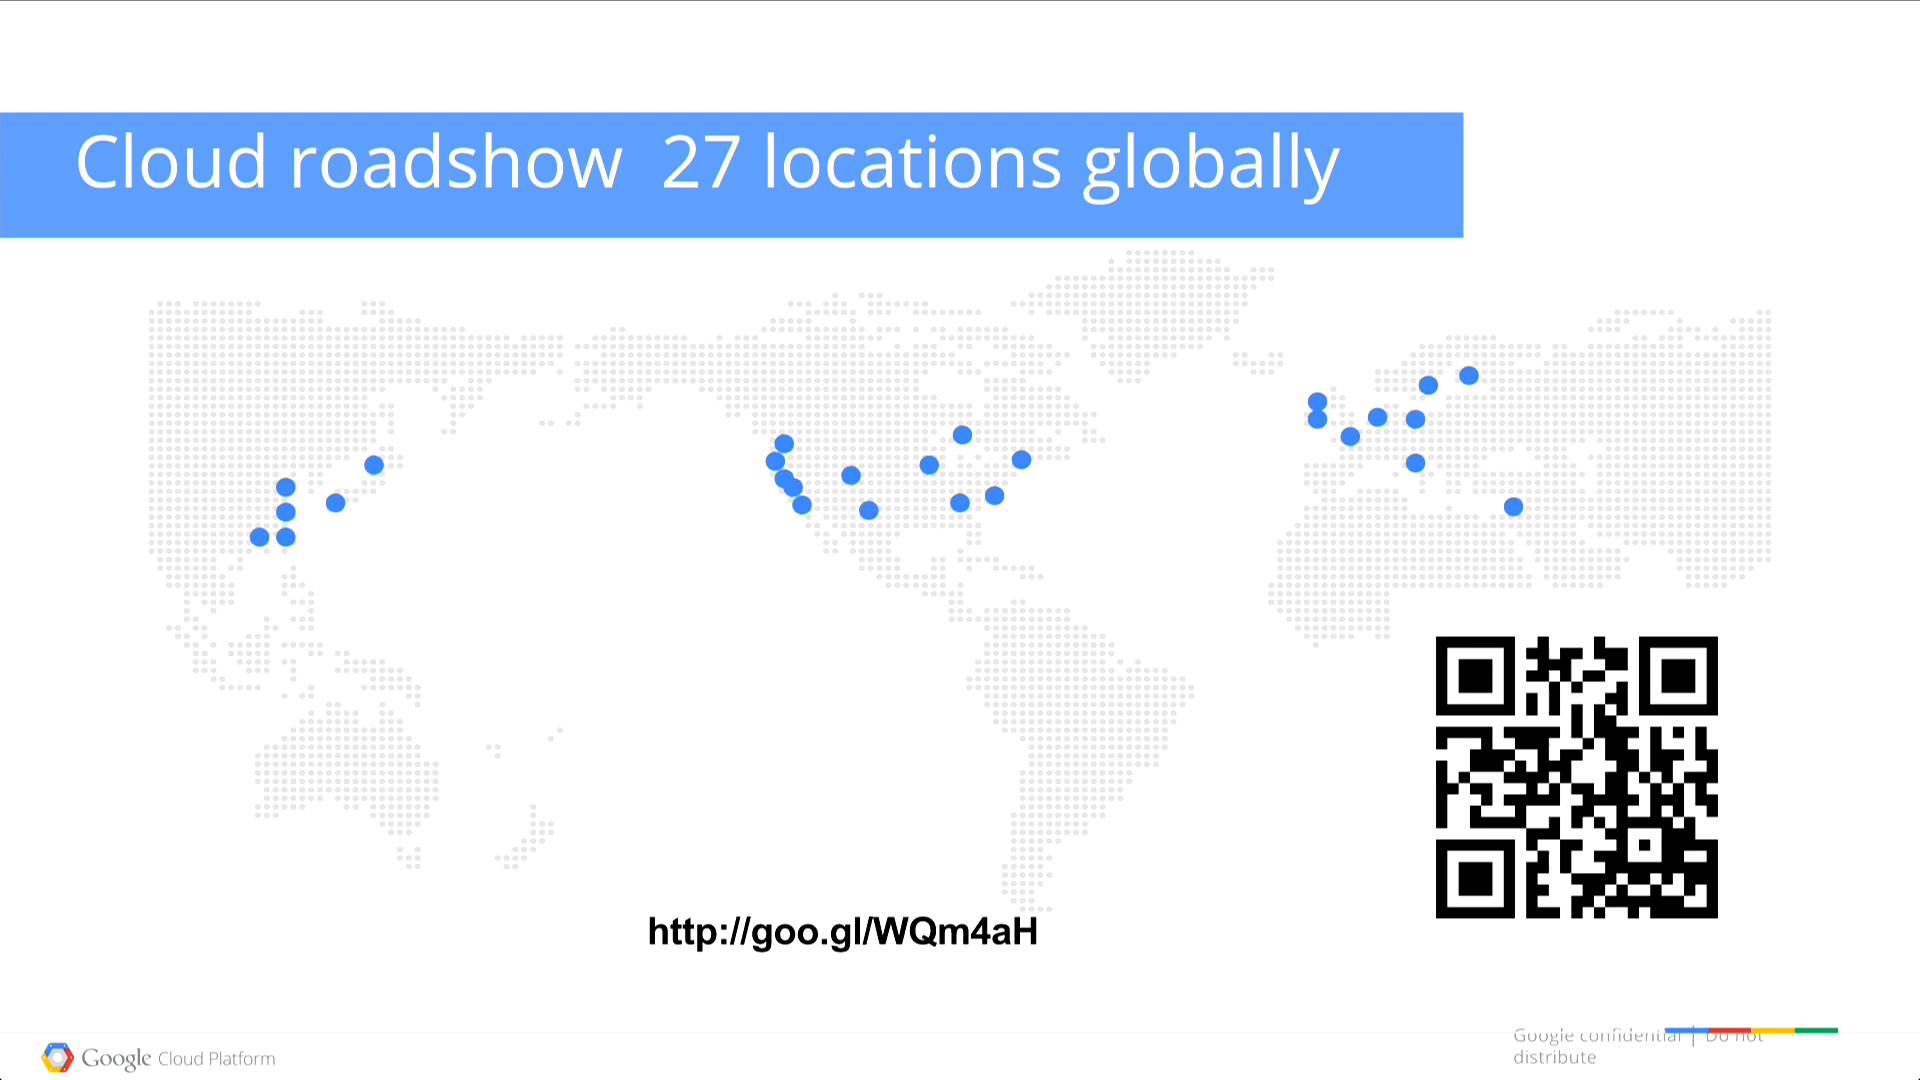 Cloud roadshow  27 locations globally
http://goo.gl/WQm4aH
Google Cloud Platform
Google confidential | Do not
distribute